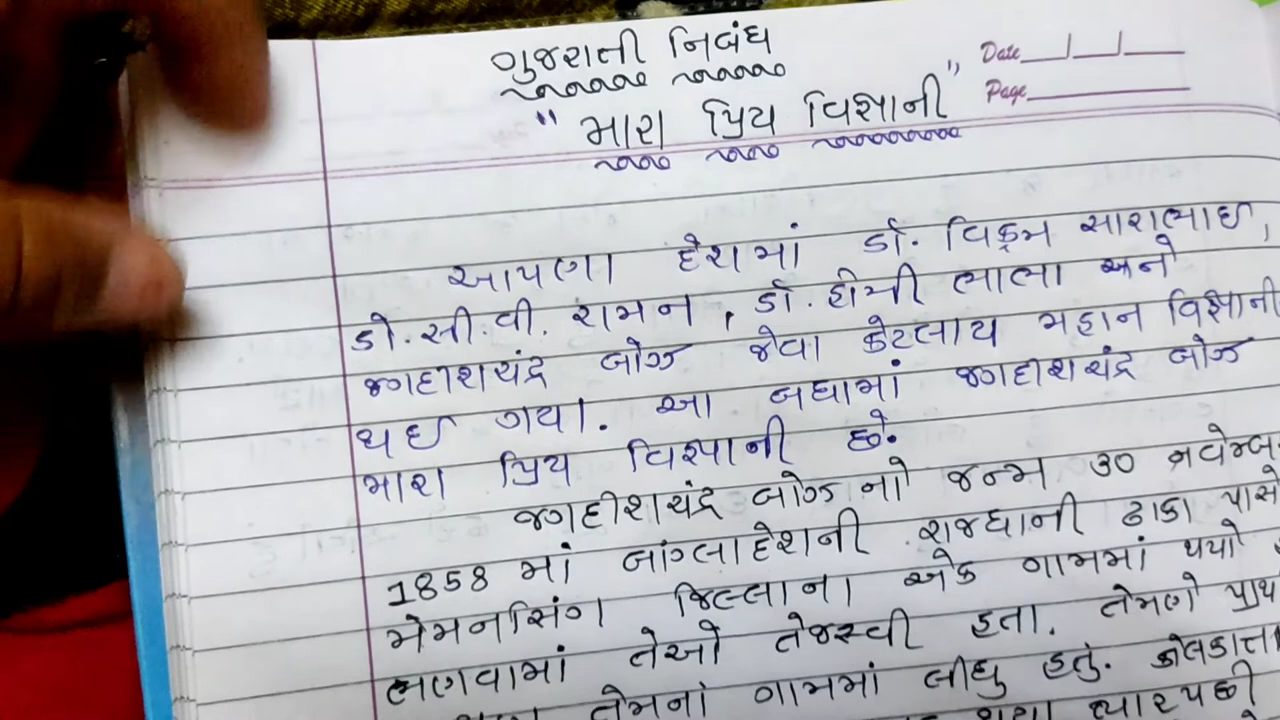 ગુજરાતી નિબંધ
Date
Page
" મારા પ્રિય વિજ્ઞાની "
આપણા દેશમાં ડૉ. વિક્રમ સારાભાઈ,
ડો. સી. વી. રામન, ડૉ. હોમી ભાભા અને
જગદીશચંદ્ર બોઝ જેવા કેટલાય મહાન વિજ્ઞાની
થઈ ગયા. આ બધામાં જગદીશચંદ્ર બોઝ
મારા પ્રિય વિજ્ઞાની છે.
જગદીશચંદ્ર બોઝનો જન્મ 30 નવેમ્બ
1858 માં બાંગ્લાદેશની રાજધાની ઢાકા પાસે
મેમનસિંગ જિલ્લાના એક ગામમાં થયો
ભણવામાં તેઓ તેજસ્વી હતા. તેમણે પ્રાથ
તેમનાં ગામમાં લીધુ હતું. કોલકાતા
ત્યારપછી